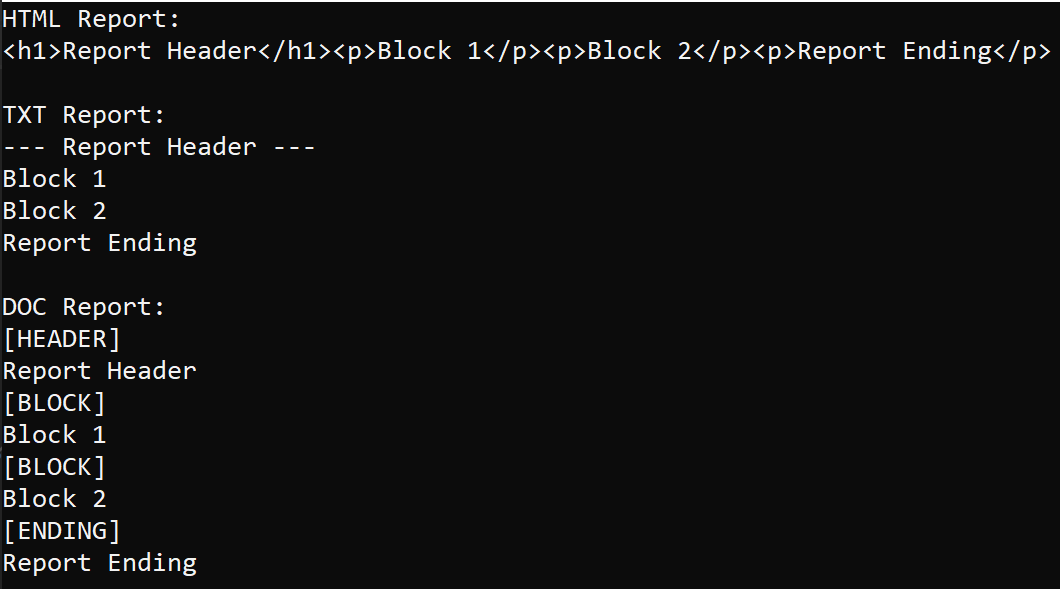 HTML Report:
<h1>Report Header</h1><p>Block 1</p><p>Block 2</p><p>Report Ending</p>
TXT Report:
--- Report Header ---
Block 1
Block 2
Report Ending
DOC Report:
[HEADER]
Report Header
[BLOCK]
Block 1
[BLOCK]
Block 2
[ENDING]
Report Ending